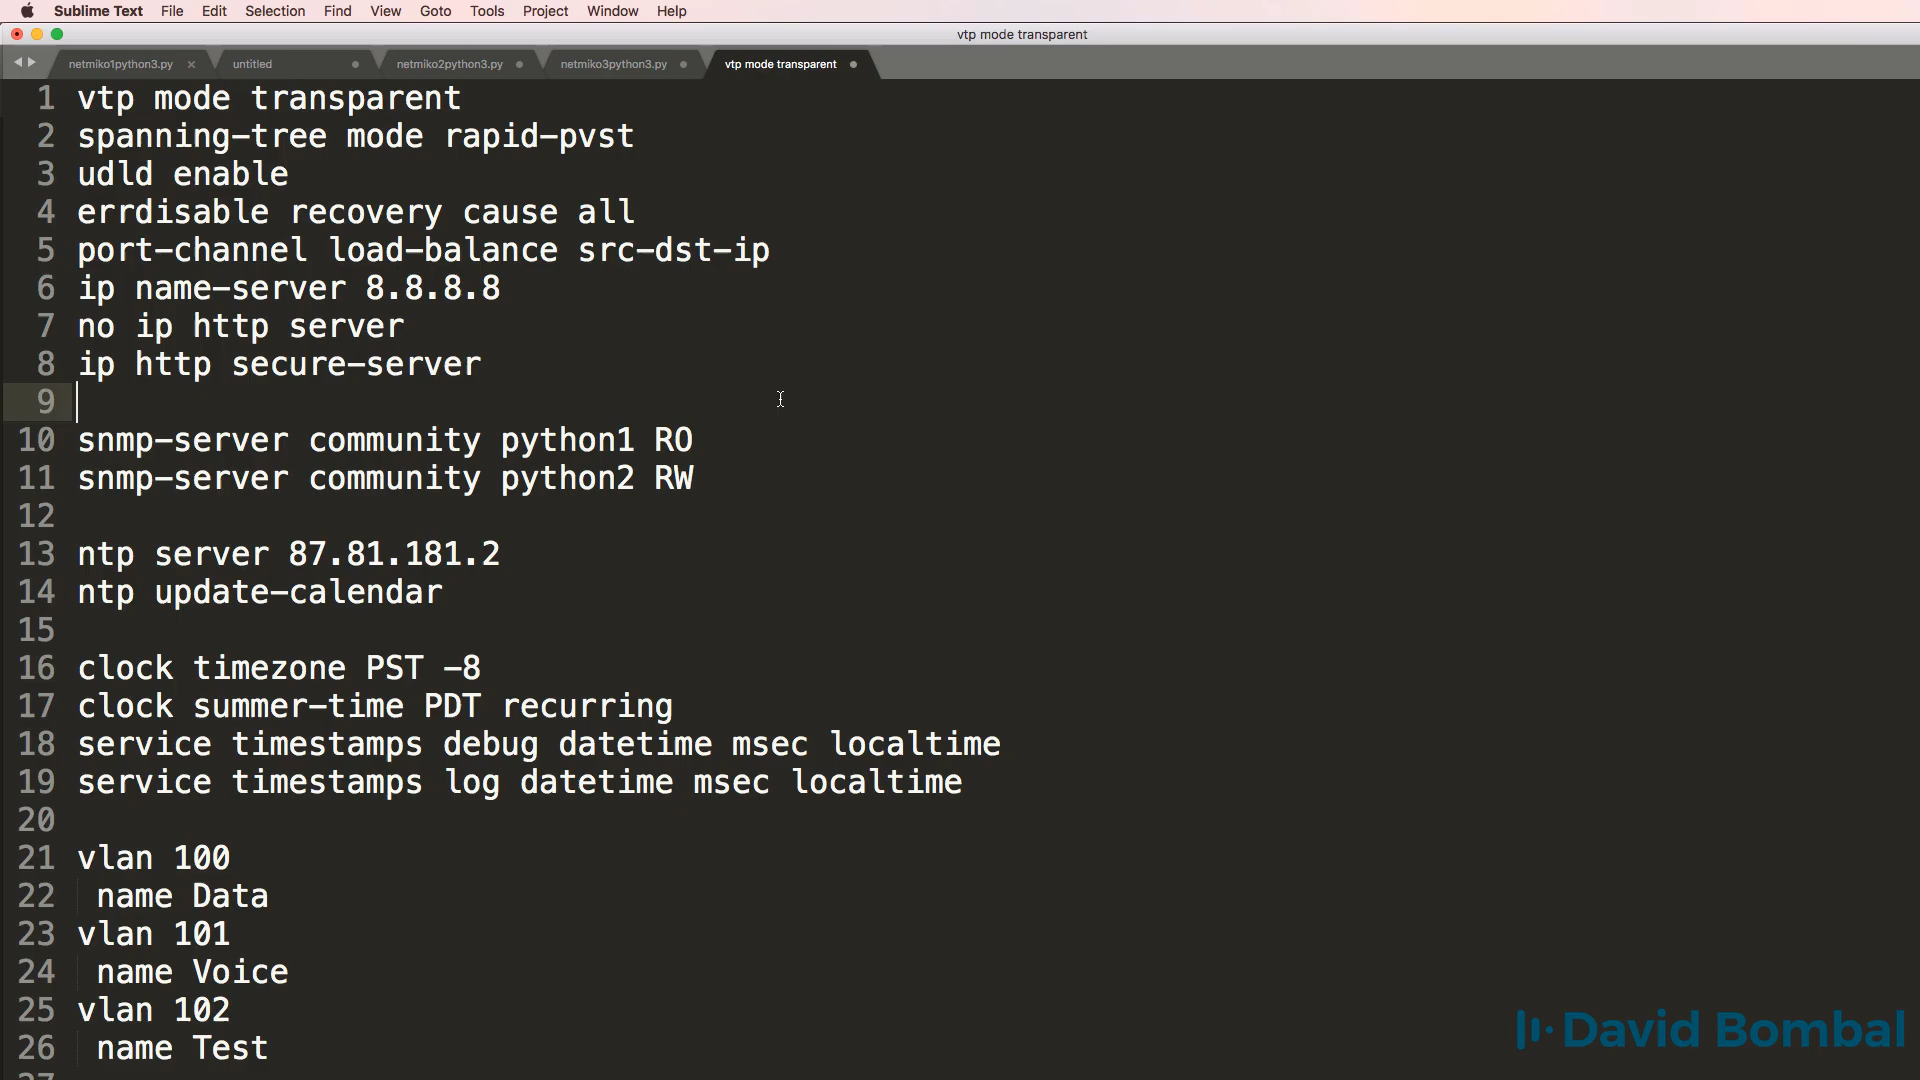 Sublime Text File Edit Selection Find View Goto Tools Project Window Help
vtp mode transparent
netmiko1python3.py untitled netmiko2python3.py netmiko3python3.py vtp mode transparent
1 vtp mode transparent
2 spanning-tree mode rapid-pvst
3 udld enable
4 errdisable recovery cause all
5 port-channel load-balance src-dst-ip
6 ip name-server 8.8.8.8
7 no ip http server
8 ip http secure-server
9
10 snmp-server community python1 RO
11 snmp-server community python2 RW
12
13 ntp server 87.81.181.2
14 ntp update-calendar
15
16 clock timezone PST -8
17 clock summer-time PDT recurring
18 service timestamps debug datetime msec localtime
19 service timestamps log datetime msec localtime
20
21 vlan 100
22 name Data
23 vlan 101
24 name Voice
25 vlan 102
26 name Test
27
David Bombal